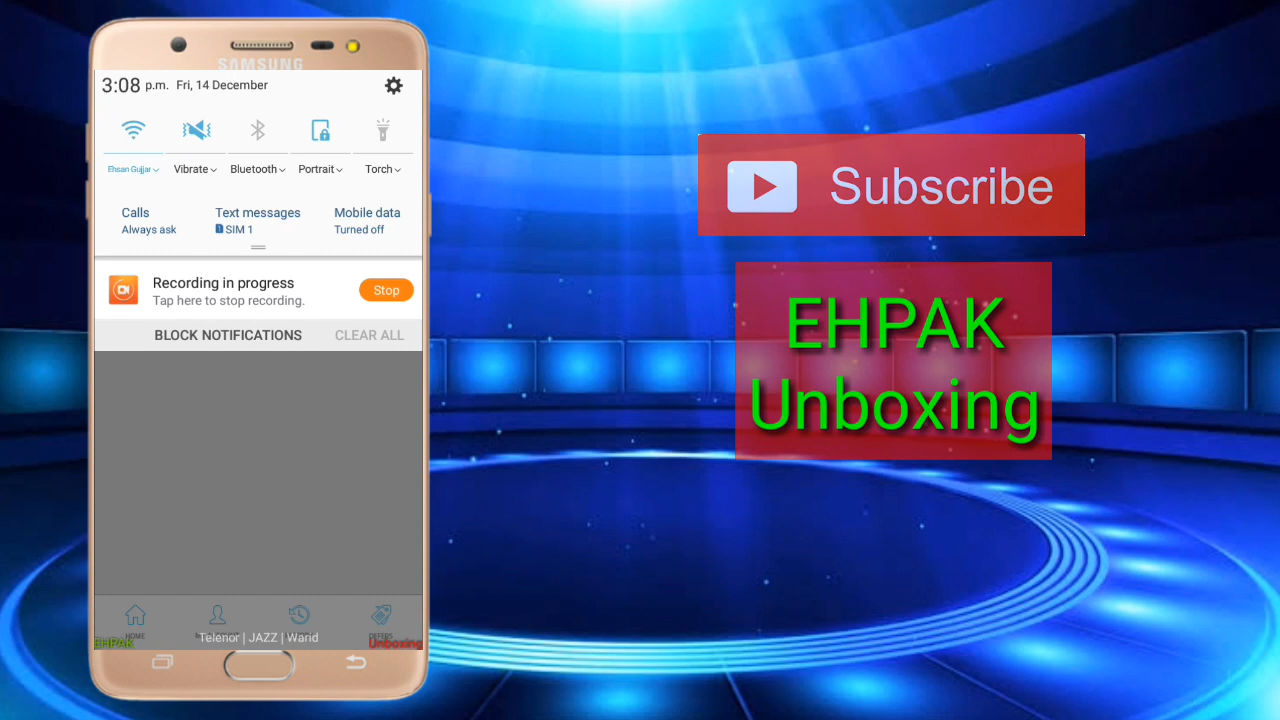 SAMSUNG
3:08 p.m. Fri, 14 December
Ehsan Gujjar Vibrate Bluetooth Portrait Torch
Calls Text messages Mobile data
Always ask 1 SIM 1 Turned off
Recording in progress
Tap here to stop recording.
Stop
BLOCK NOTIFICATIONS CLEAR ALL
HOME OFFERS
Telenor | JAZZ | Warid
EHPAK Unboxing
Subscribe
EHPAK
Unboxing